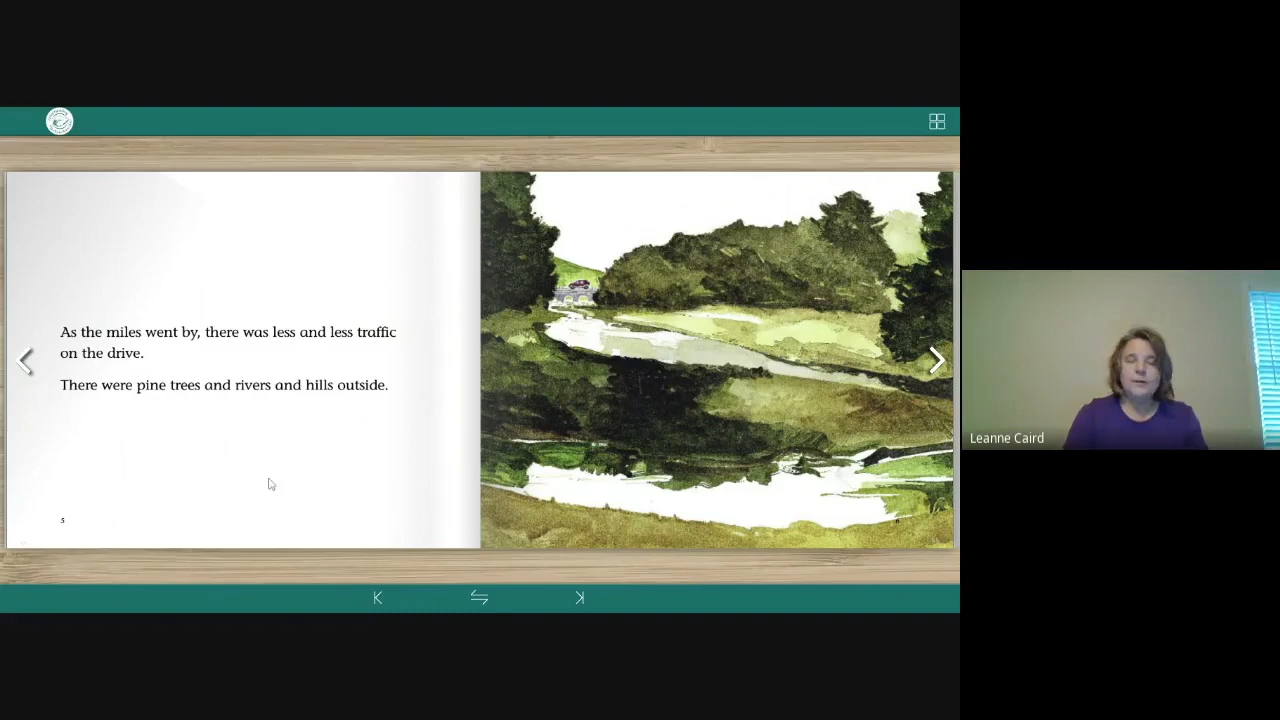 As the miles went by, there was less and less traffic
on the drive.
There were pine trees and rivers and hills outside.
5
Leanne Caird